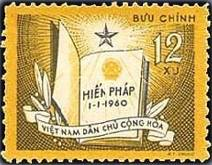 BƯU CHÍNH
12
XU
HIẾN PHÁP
1-1-1960
VIỆT NAM DÂN CHỦ CỘNG HÒA